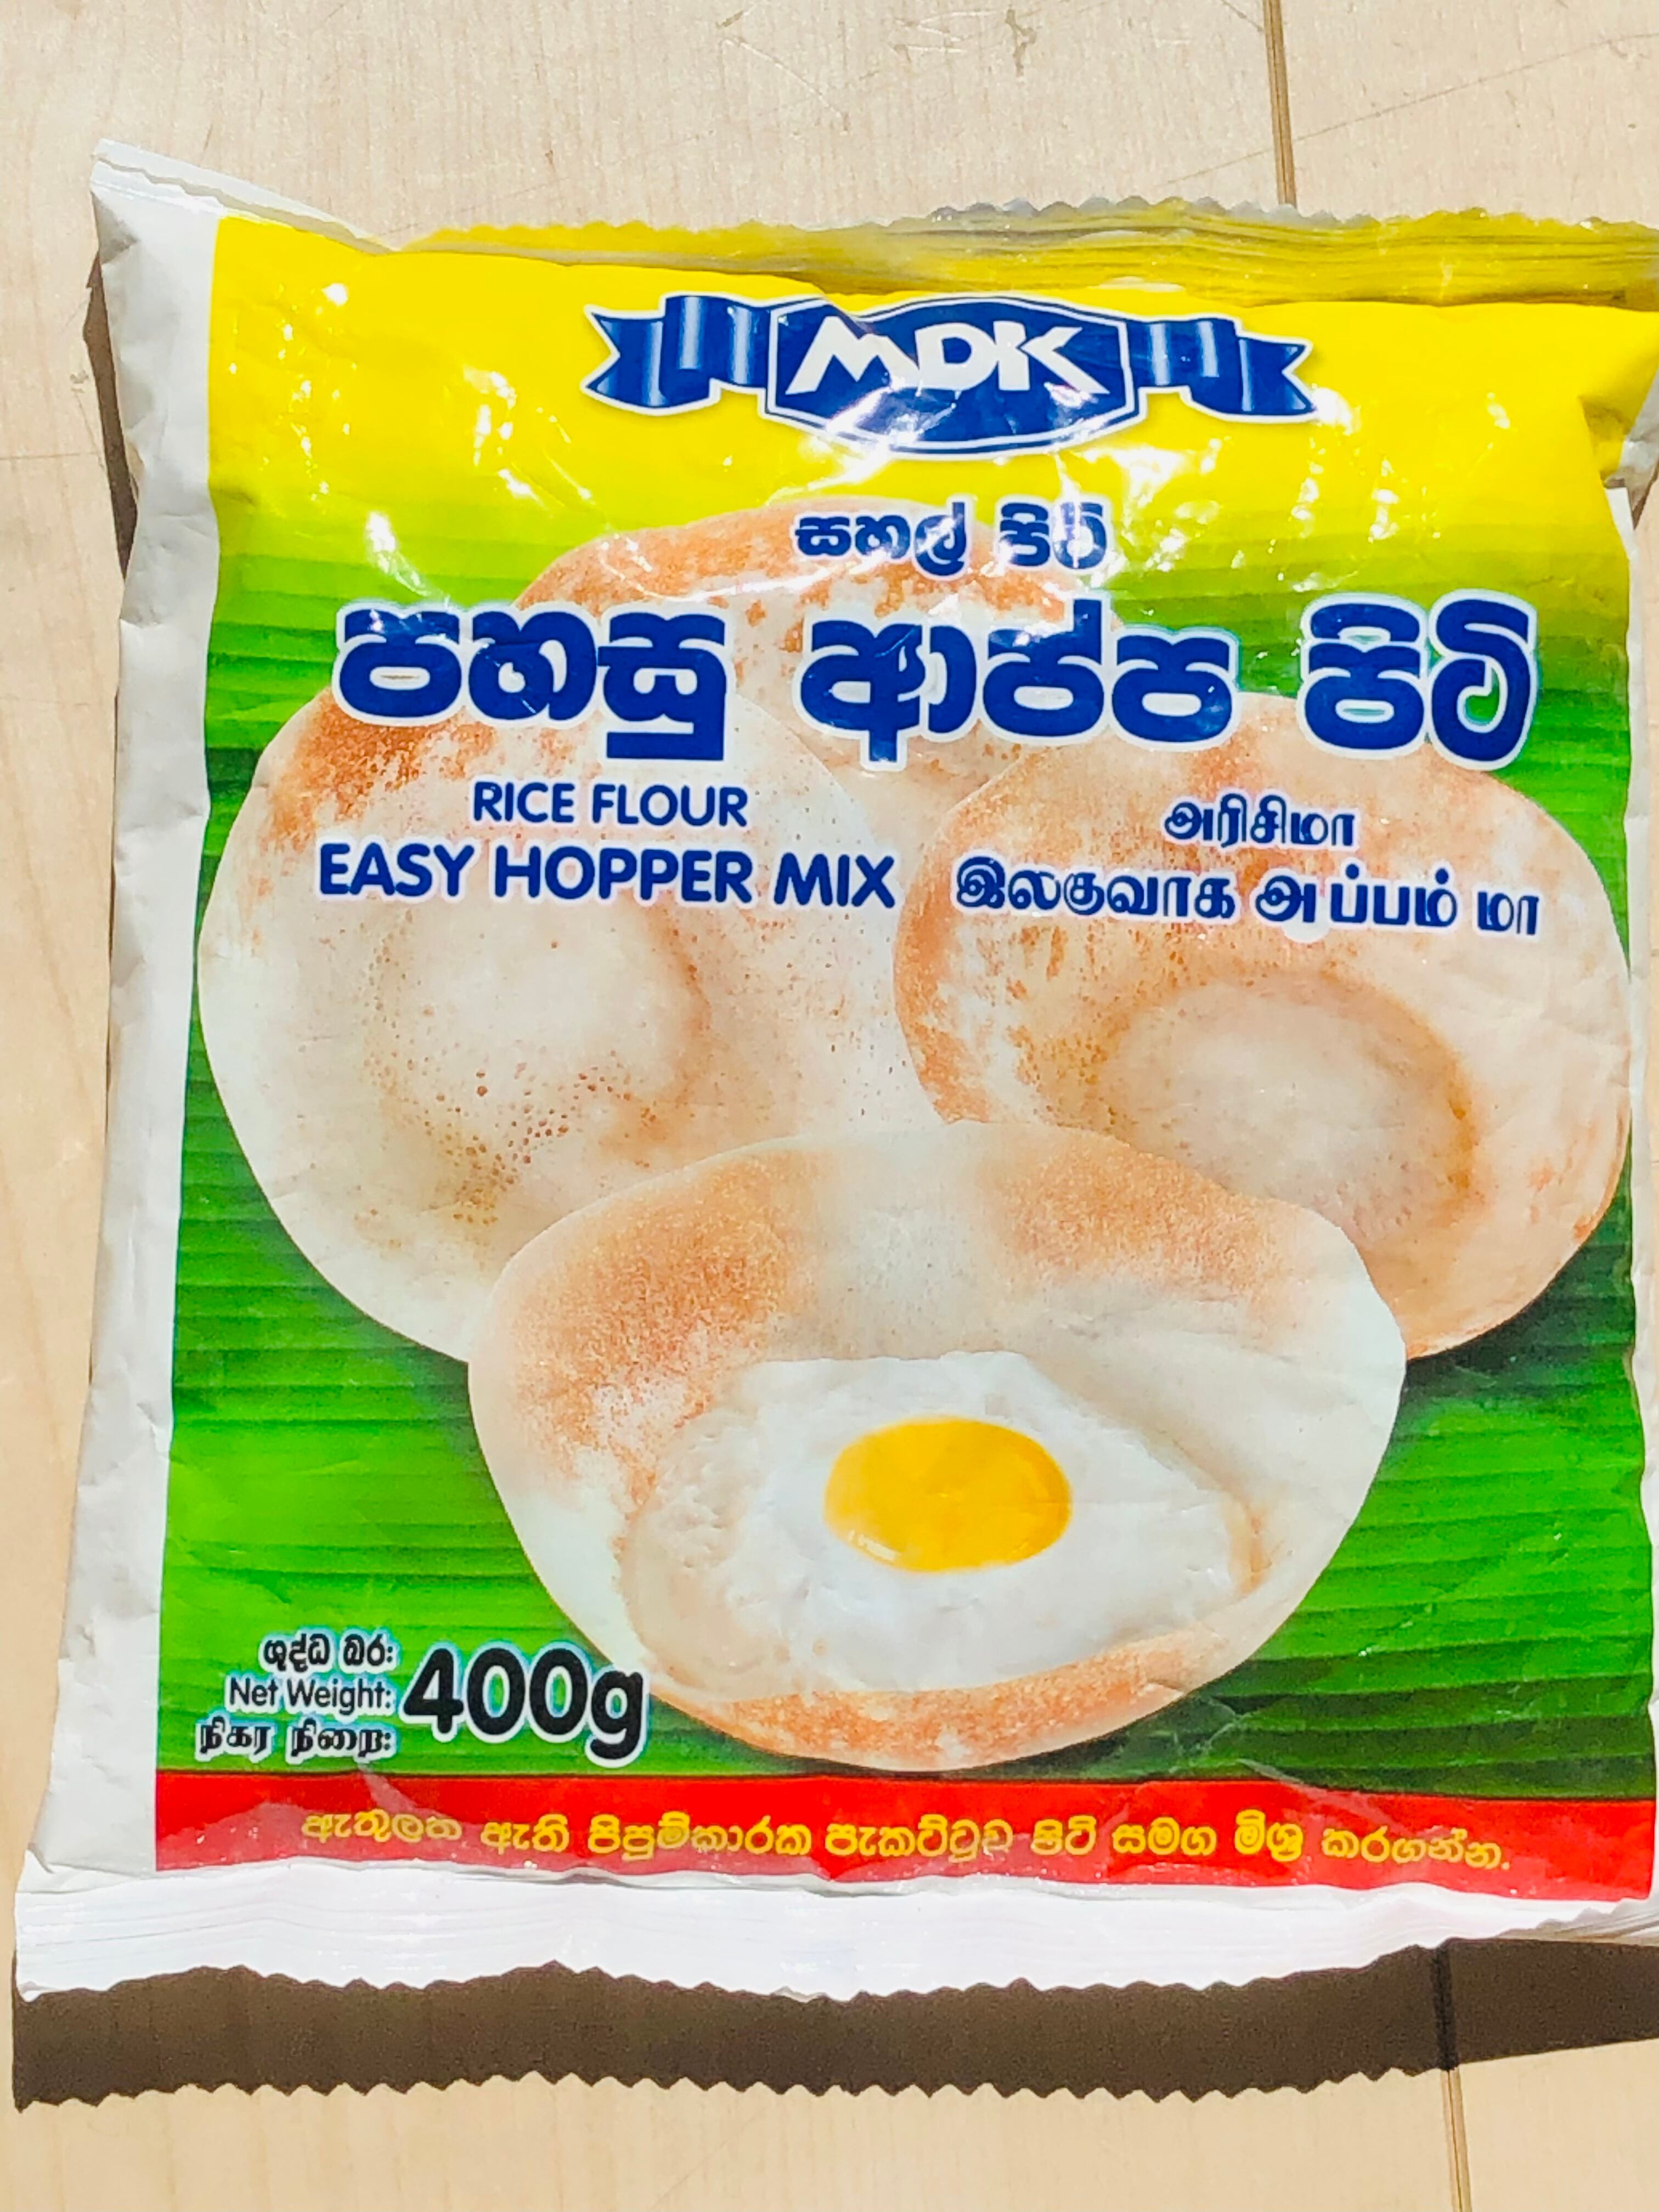 MDK
සහල් පිටි
පහසු ආප්ප පිටි
RICE FLOUR
EASY HOPPER MIX
அரிசிமா
இலகுவாக அப்பம் மா
ශුද්ධ බර:
Net Weight: 400g
நிகர நிறை:
ඇතුලත ඇති පිපුම්කාරක පැකට්ටුව පිටි සමග මිශ්‍ර කරගන්න.